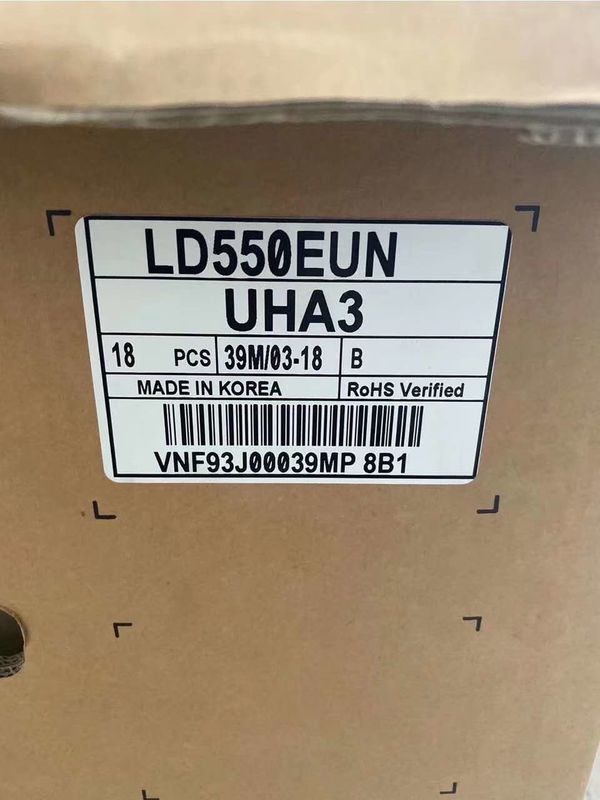 LD550EUN
UHA3
18 PCS 39M/03-18 B
MADE IN KOREA RoHS Verified
VNF93J00039MP 8B1